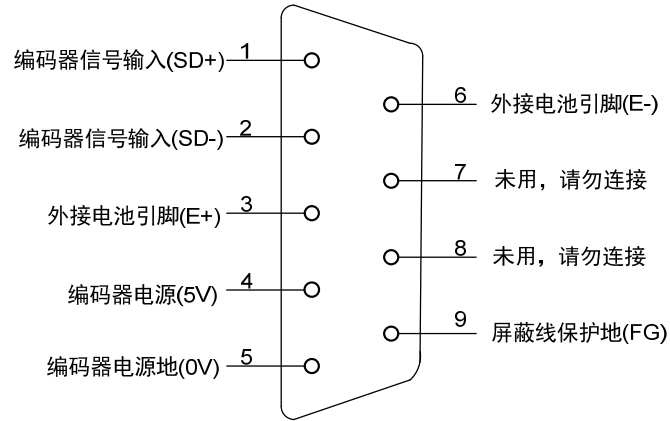 编码器信号输入(SD+) 1
编码器信号输入(SD-) 2
外接电池引脚(E+) 3
编码器电源(5V) 4
编码器电源地(0V) 5
6 外接电池引脚(E-)
7 未用，请勿连接
8 未用，请勿连接
9 屏蔽线保护地(FG)